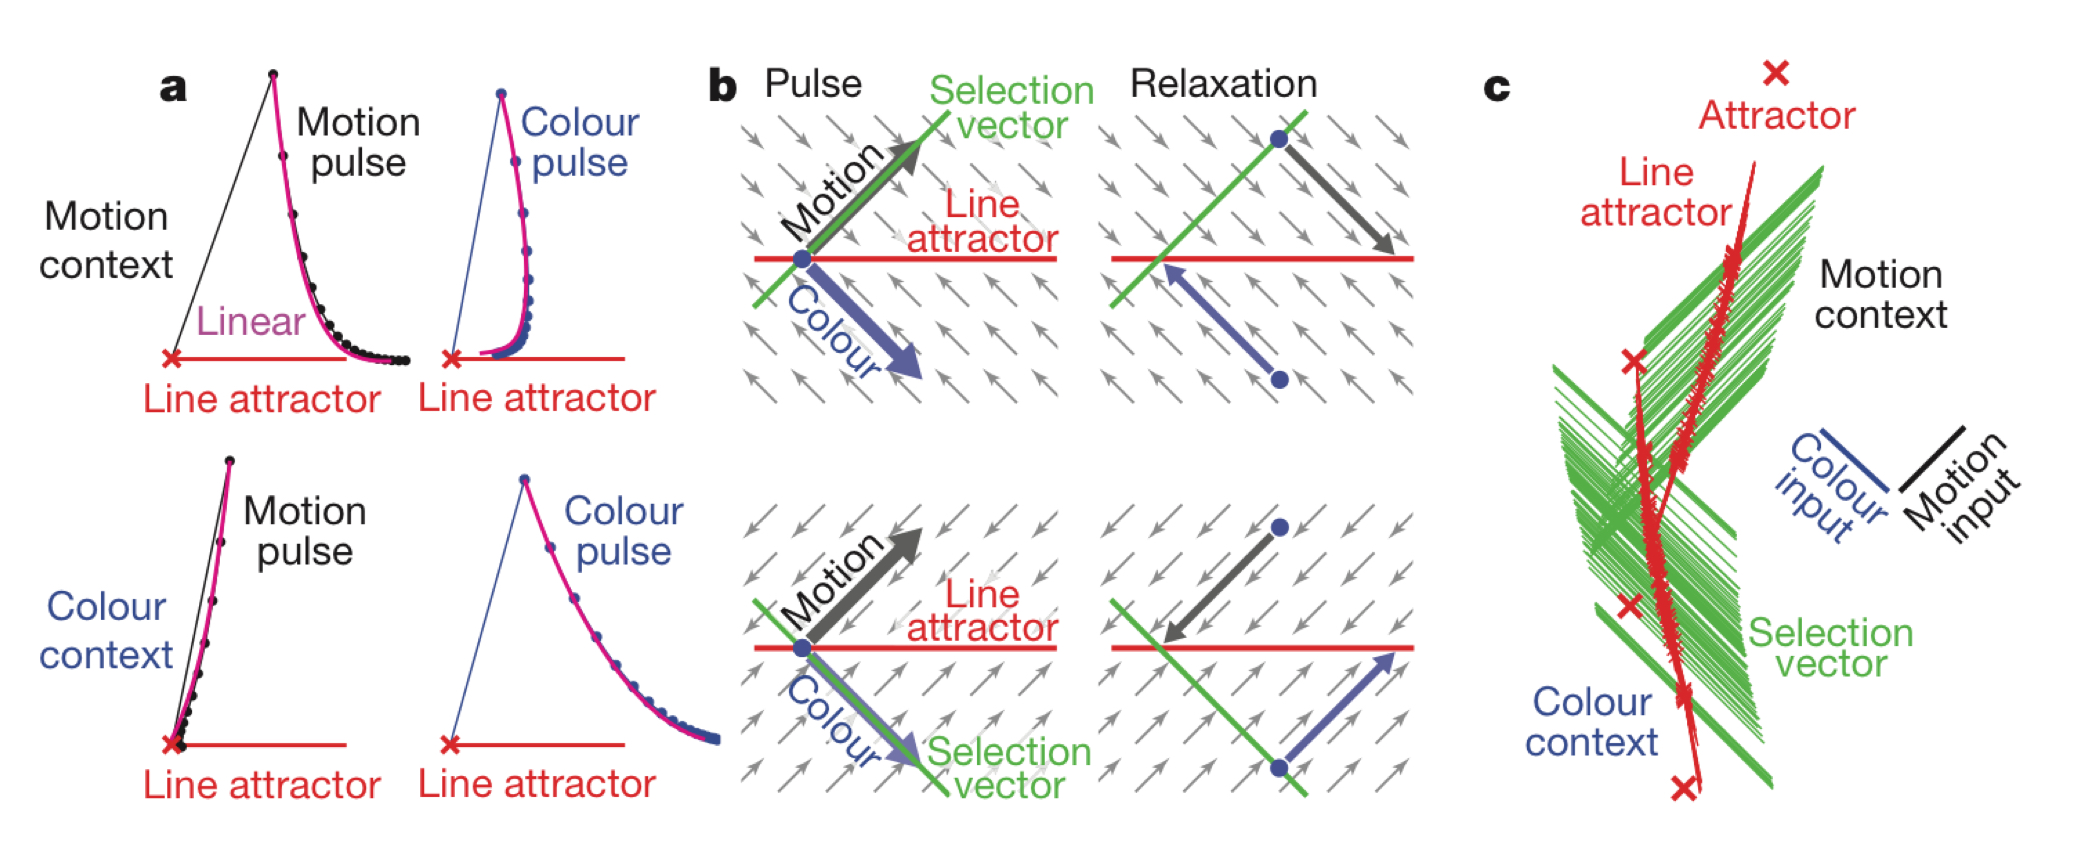 a
Motion
pulse
Colour
pulse
Motion
context
Linear
Line attractor
Line attractor
Motion
pulse
Colour
pulse
Colour
context
Line attractor
Line attractor
b
Pulse
Selection
vector
Relaxation
Motion
Line
attractor
Colour
Motion
Line
attractor
Colour
Selection
vector
c
Attractor
Line
attractor
Motion
context
Colour
input
Motion
input
Selection
vector
Colour
context